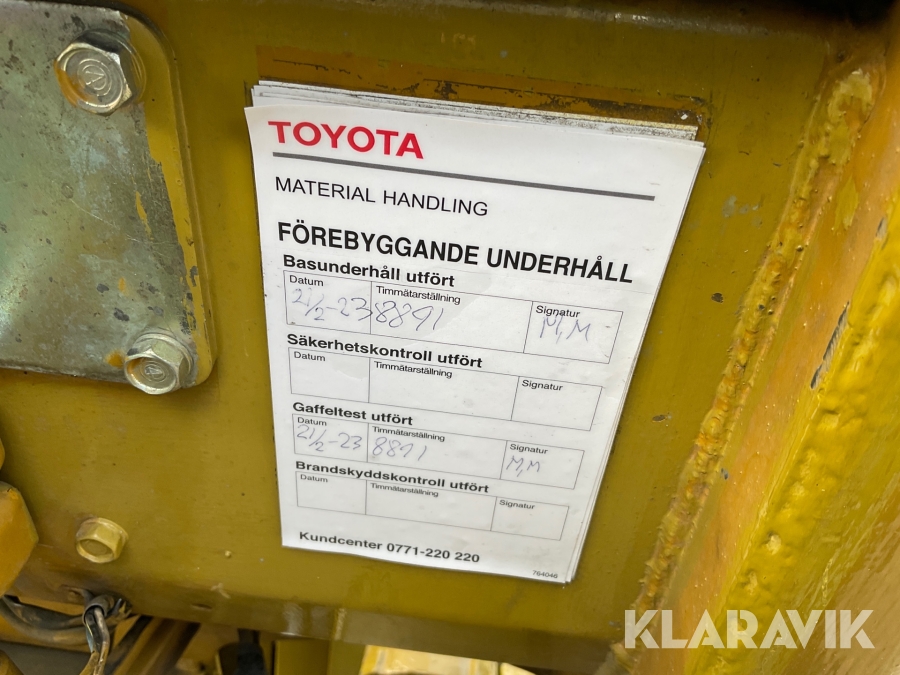 TOYOTA
MATERIAL HANDLING
FÖREBYGGANDE UNDERHÅLL
Basunderhåll utfört
Datum Timmätarställning Signatur
21/2-23 8891 M,M
Säkerhetskontroll utfört
Datum Timmätarställning Signatur
Gaffeltest utfört
Datum Timmätarställning Signatur
21/2-23 8891 M,M
Brandskyddskontroll utfört
Datum Timmätarställning Signatur
Kundcenter 0771-220 220
764046
KLARAVIK